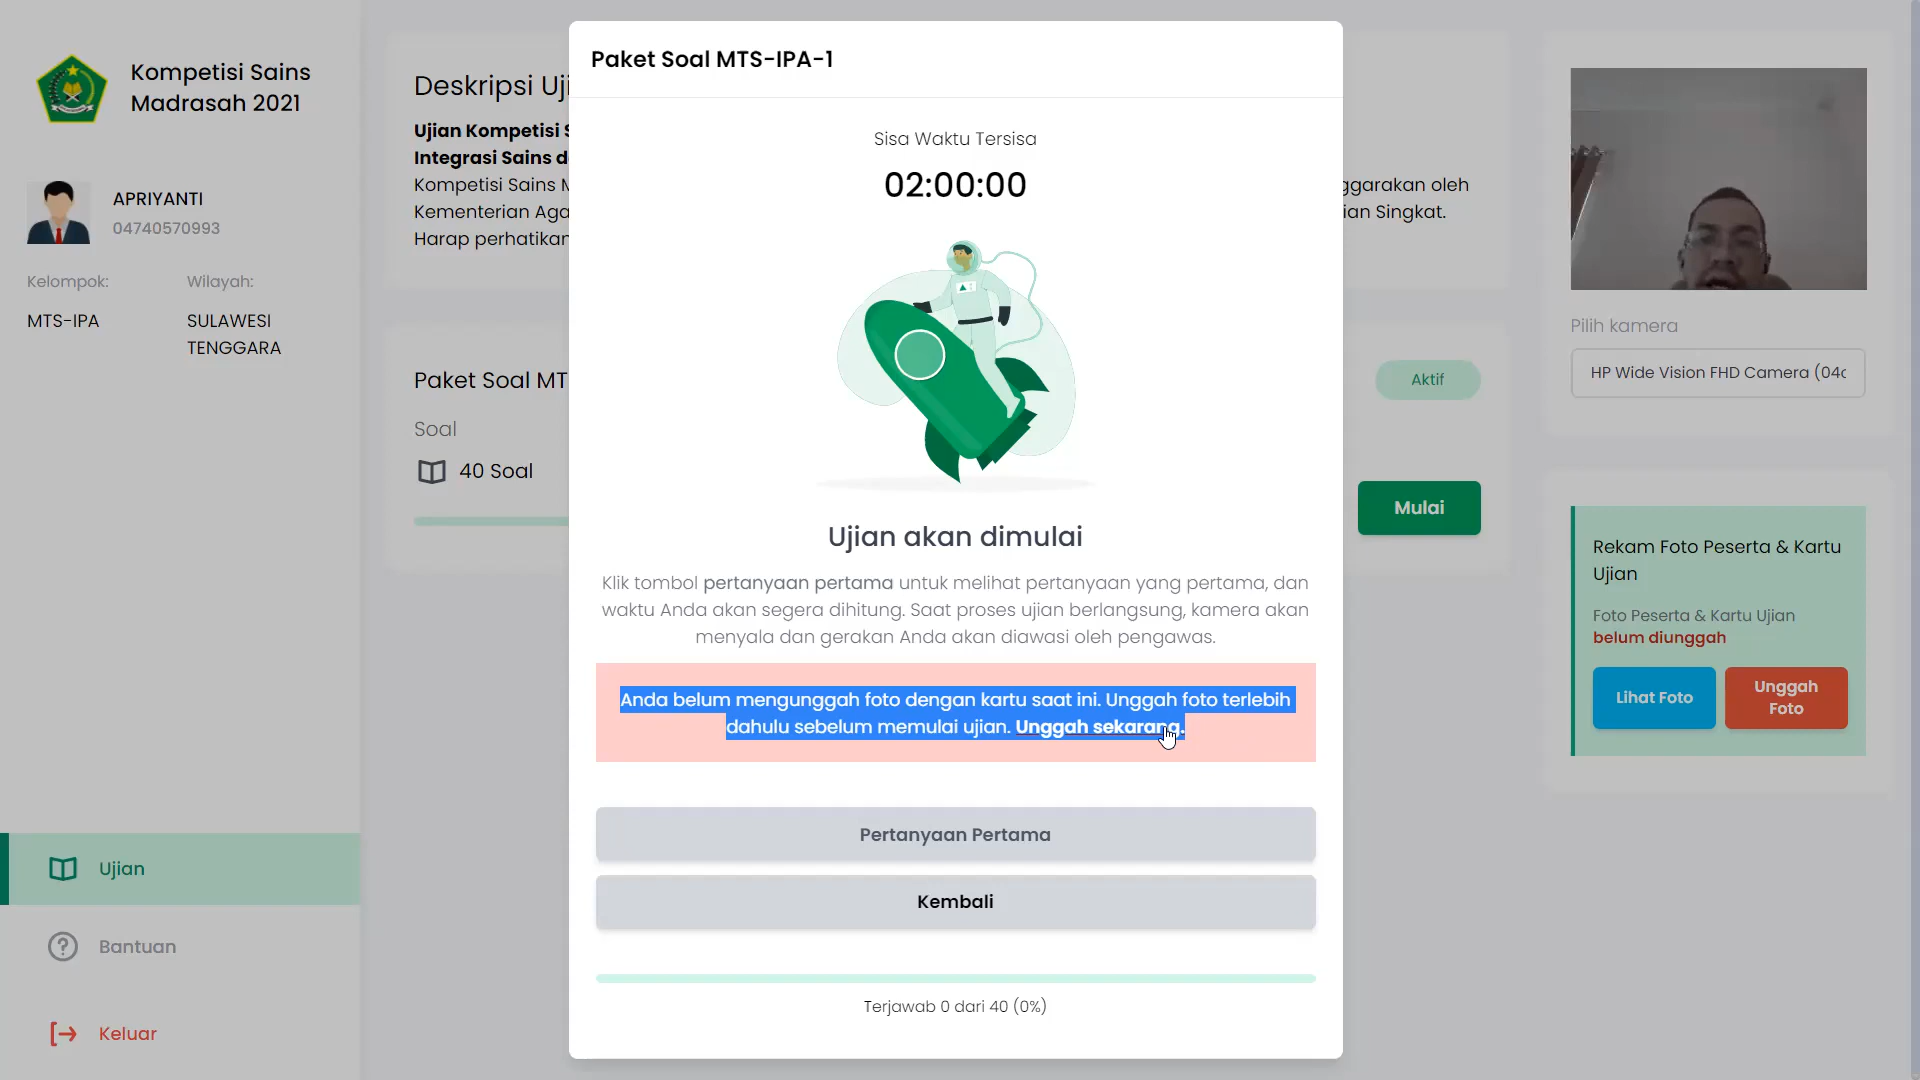 Kompetisi Sains
Madrasah 2021
APRIYANTI
04740570993
Kelompok:
Wilayah:
MTS-IPA
SULAWESI
TENGGARA
Ujian
Bantuan
Keluar
Deskripsi Uji
Ujian Kompetisi S
Integrasi Sains d
Kompetisi Sains M
ggarakan oleh
Kementerian Aga
ian Singkat.
Harap perhatikan
Paket Soal MT
Soal
40 Soal
Aktif
Mulai
Paket Soal MTS-IPA-1
Sisa Waktu Tersisa
02:00:00
Ujian akan dimulai
Klik tombol pertanyaan pertama untuk melihat pertanyaan yang pertama, dan
waktu Anda akan segera dihitung. Saat proses ujian berlangsung, kamera akan
menyala dan gerakan Anda akan diawasi oleh pengawas.
Anda belum mengunggah foto dengan kartu saat ini. Unggah foto terlebih
dahulu sebelum memulai ujian. Unggah sekarang.
Pertanyaan Pertama
Kembali
Terjawab 0 dari 40 (0%)
Pilih kamera
HP Wide Vision FHD Camera (04c
Rekam Foto Peserta & Kartu
Ujian
Foto Peserta & Kartu Ujian
belum diunggah
Lihat Foto
Unggah
Foto